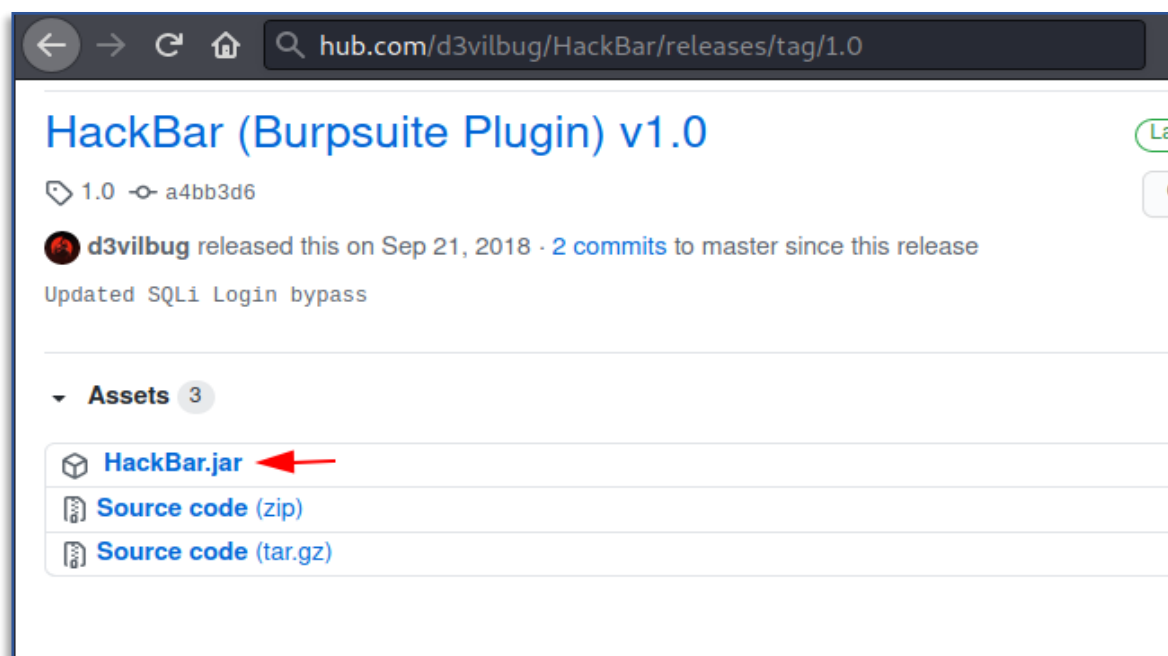 hub.com/d3vilbug/HackBar/releases/tag/1.0
HackBar (Burpsuite Plugin) v1.0
1.0 a4bb3d6
d3vilbug released this on Sep 21, 2018 · 2 commits to master since this release
Updated SQLi Login bypass
Assets 3
HackBar.jar
Source code (zip)
Source code (tar.gz)